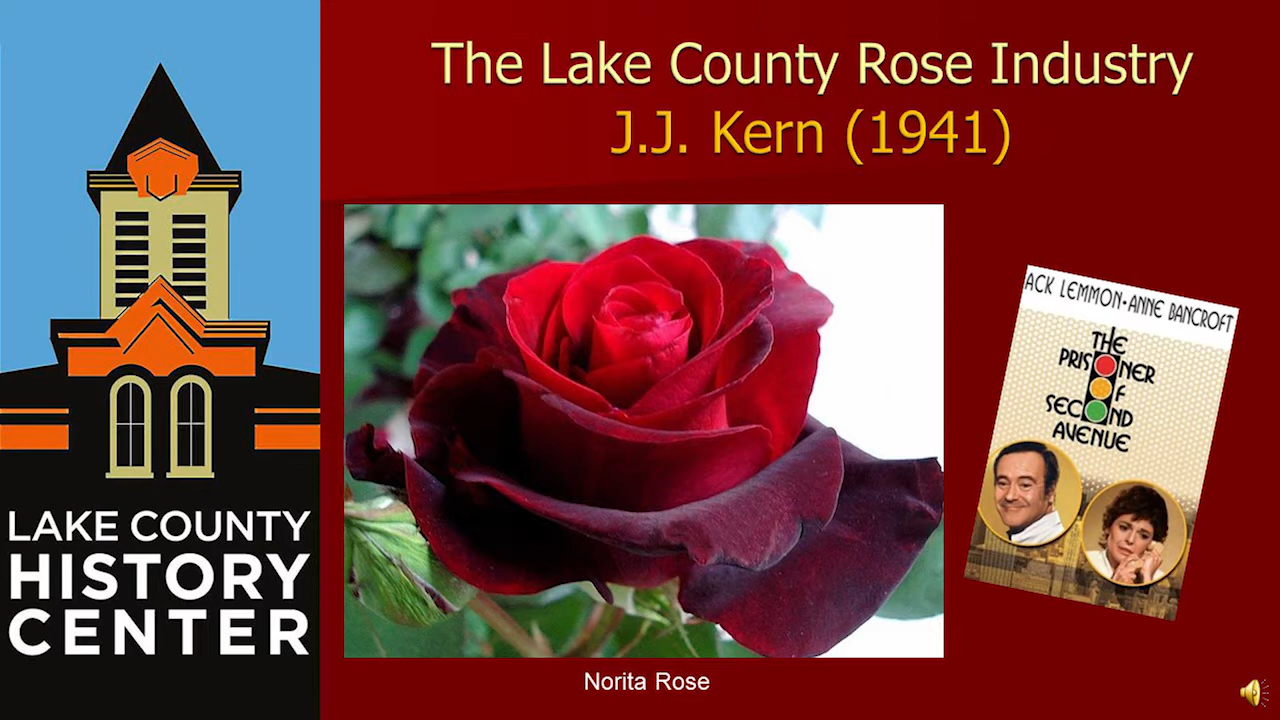 The Lake County Rose Industry
J.J. Kern (1941)
LAKE COUNTY
HISTORY
CENTER
ACK LEMMON•ANNE BANCROFT
THE
PRISONER
OF
SECOND
AVENUE
Norita Rose